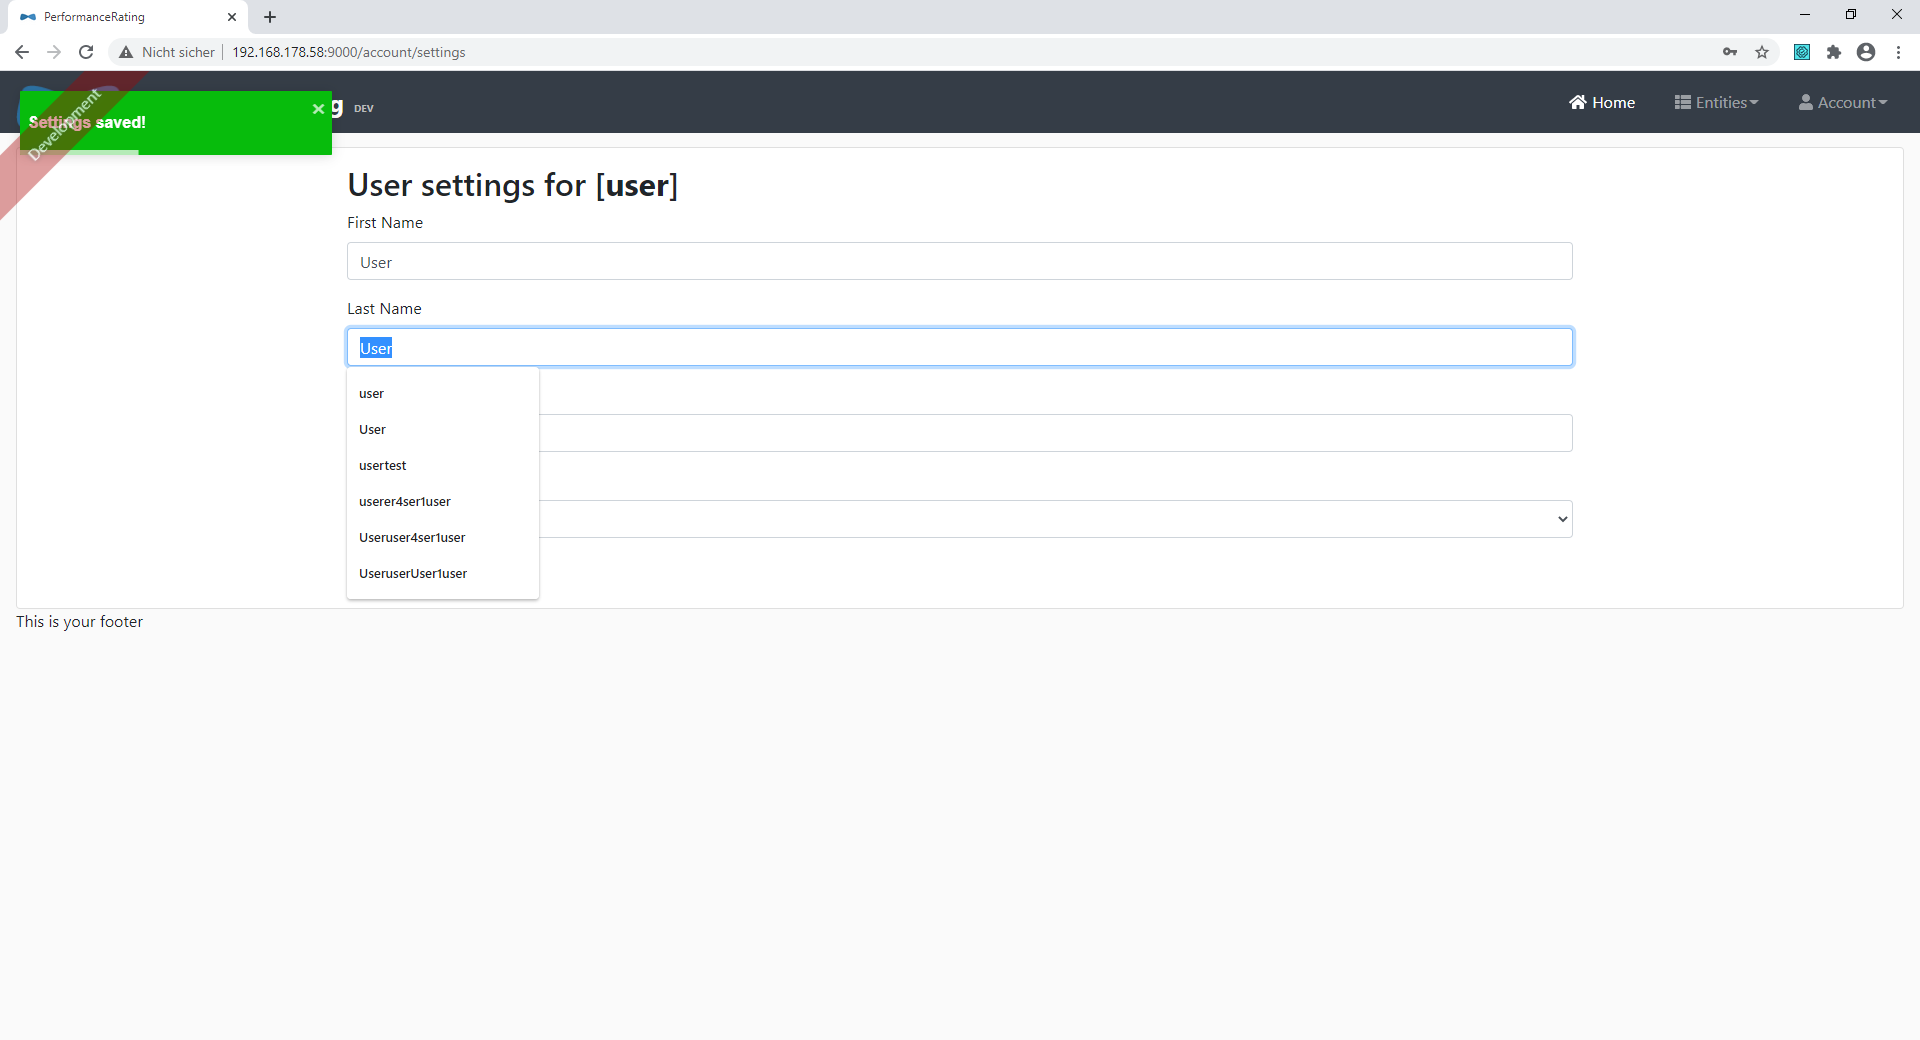 PerformanceRating
Nicht sicher 192.168.178.58:9000/account/settings
Development
Settings saved!
g DEV
Home Entities Account
User settings for [user]
First Name
User
Last Name
User
user
User
usertest
userer4ser1user
Useruser4ser1user
UseruserUser1user
This is your footer